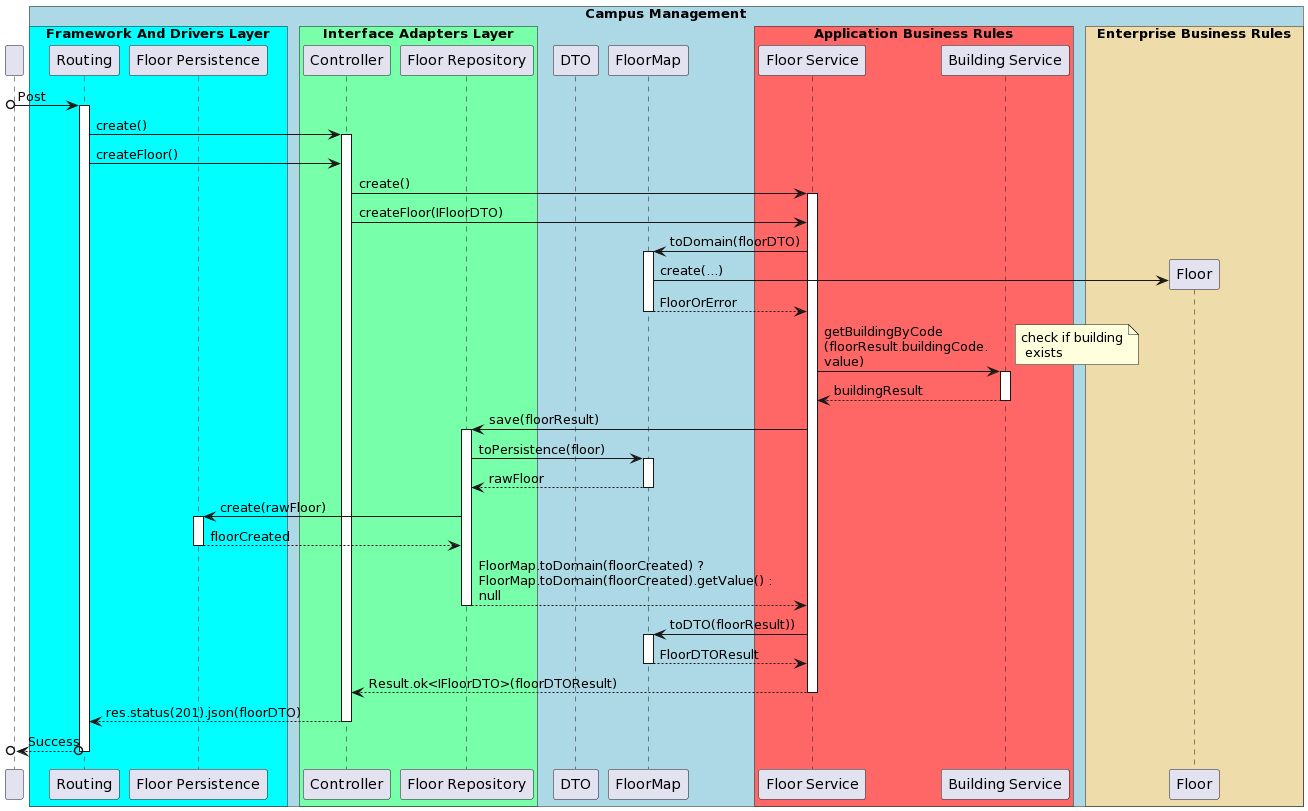 Campus Management
Framework And Drivers Layer
Interface Adapters Layer
Application Business Rules
Enterprise Business Rules
Routing
Floor Persistence
Controller
Floor Repository
DTO
FloorMap
Floor Service
Building Service
Post
create()
createFloor()
create()
createFloor(IFloorDTO)
toDomain(floorDTO)
create(...)
Floor
FloorOrError
getBuildingByCode
(floorResult.buildingCode.
value)
check if building
exists
buildingResult
save(floorResult)
toPersistence(floor)
rawFloor
create(rawFloor)
floorCreated
FloorMap.toDomain(floorCreated) ?
FloorMap.toDomain(floorCreated).getValue() :
null
toDTO(floorResult))
FloorDTOResult
Result.ok<IFloorDTO>(floorDTOResult)
res.status(201).json(floorDTO)
Success
Routing
Floor Persistence
Controller
Floor Repository
DTO
FloorMap
Floor Service
Building Service
Floor